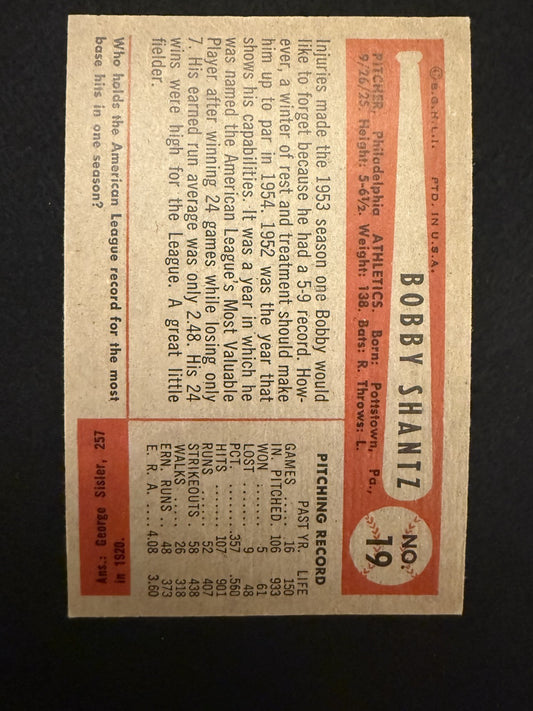 ©B.G.H.L.I. PTD. IN U.S.A.
BOBBY SHANTZ
NO. 19
PITCHER, Philadelphia ATHLETICS. Born: Pottstown, Pa.,
9/26/25. Height: 5-6½. Weight: 138. Bats: R. Throws: L.
Injuries made the 1953 season one Bobby would
like to forget because he had a 5-9 record. How-
ever, a winter of rest and treatment should make
him up to par in 1954. 1952 was the year that
shows his capabilities. It was a year in which he
was named the American League's Most Valuable
Player after winning 24 games while losing only
7. His earned run average was only 2.48. His 24
wins were high for the League. A great little
fielder.
PITCHING RECORD
PAST YR. LIFE
GAMES ...... 16 150
IN. PITCHED 106 933
WON ....... 5 61
LOST ....... 9 48
PCT. ....... .357 .560
HITS ....... 107 901
RUNS ...... 52 407
STRIKEOUTS . 58 438
WALKS ..... 26 318
ERN. RUNS .. 48 373
E. R. A. ..... 4.08 3.60
Who holds the American League record for the most
base hits in one season?
Ans.: George Sisler, 257
in 1920.